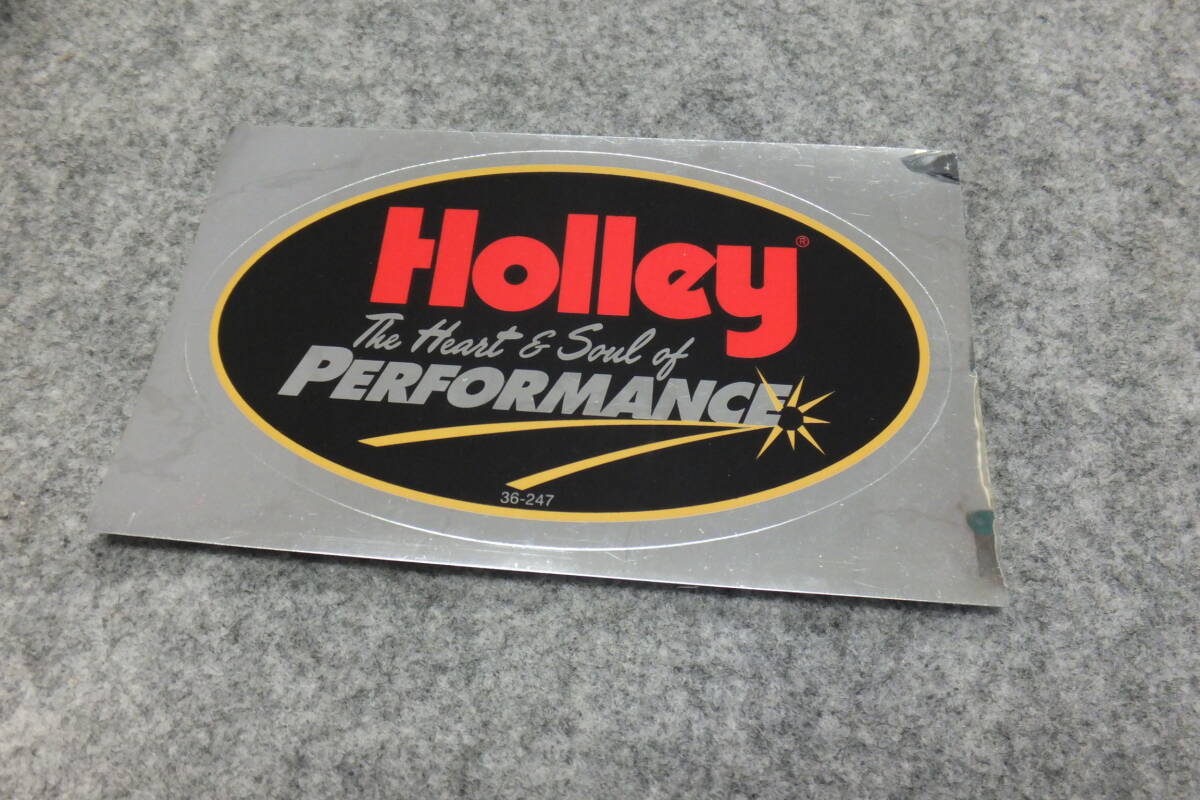 Holley®
The Heart & Soul of
PERFORMANCE
36-247